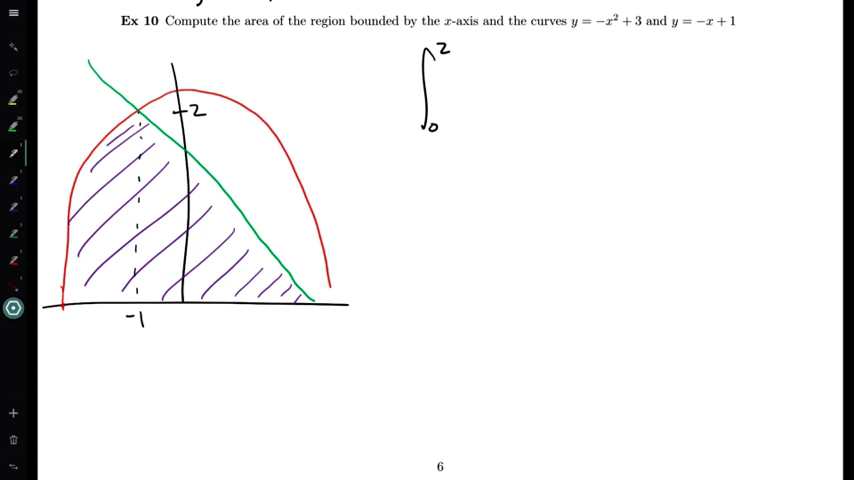 Ex 10 Compute the area of the region bounded by the x-axis and the curves y = −x² + 3 and y = −x + 1
∫₀²
2
-1
6